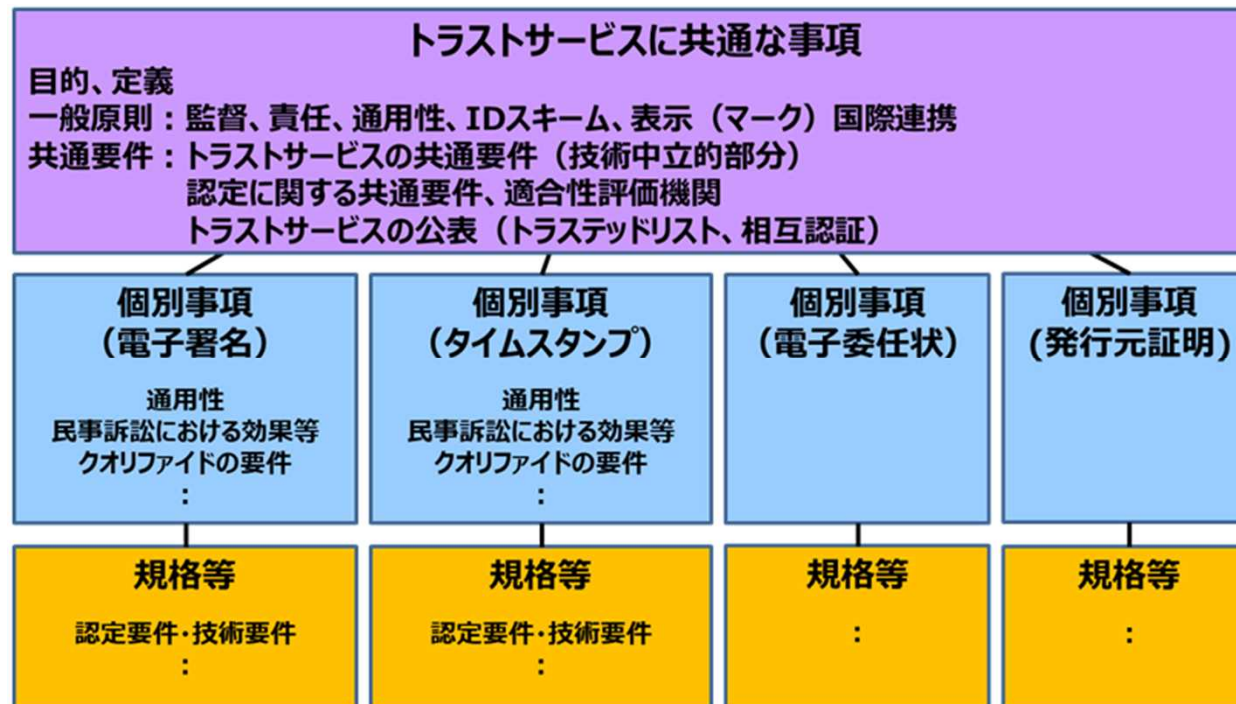 トラストサービスに共通な事項
目的、定義
一般原則：監督、責任、通用性、IDスキーム、表示（マーク）国際連携
共通要件：トラストサービスの共通要件（技術中立的部分）
認定に関する共通要件、適合性評価機関
トラストサービスの公表（トラステッドリスト、相互認証）
個別事項
（電子署名）
通用性
民事訴訟における効果等
クオリファイドの要件
：
個別事項
（タイムスタンプ）
通用性
民事訴訟における効果等
クオリファイドの要件
：
個別事項
（電子委任状）
個別事項
(発行元証明)
規格等
認定要件・技術要件
：
規格等
認定要件・技術要件
：
規格等
：
規格等
：